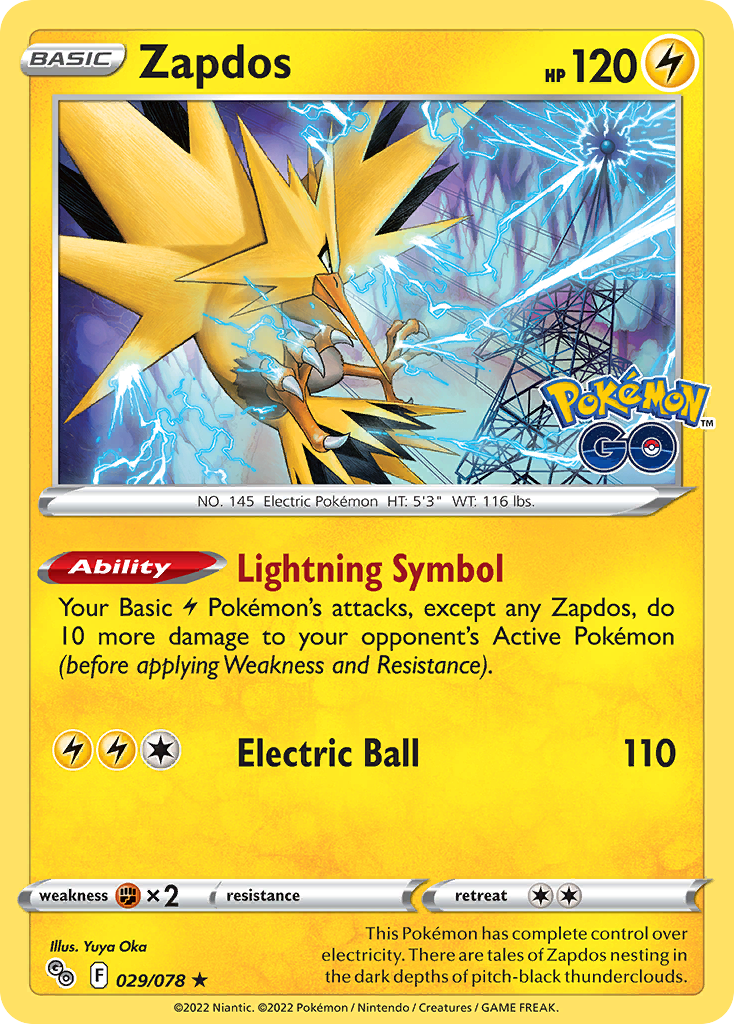 BASIC Zapdos HP 120
POKéMON
GO
TM
NO. 145 Electric Pokémon HT: 5'3" WT: 116 lbs.
Ability Lightning Symbol
Your Basic Pokémon's attacks, except any Zapdos, do
10 more damage to your opponent's Active Pokémon
(before applying Weakness and Resistance).
Electric Ball 110
weakness ×2 resistance retreat
Illus. Yuya Oka
This Pokémon has complete control over
electricity. There are tales of Zapdos nesting in
the dark depths of pitch-black thunderclouds.
GO F 029/078 ★
©2022 Niantic. ©2022 Pokémon / Nintendo / Creatures / GAME FREAK.